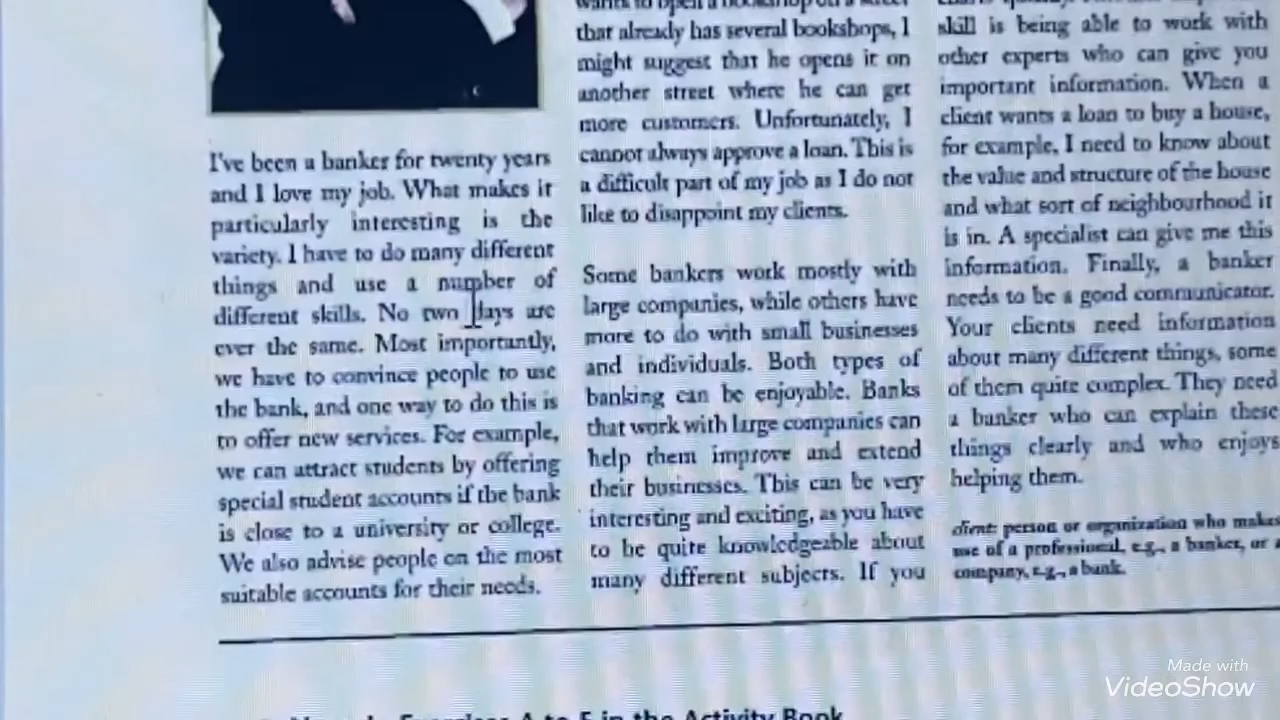 I've been a banker for twenty years
and I love my job. What makes it
particularly interesting is the
variety. I have to do many different
things and use a number of
different skills. No two days are
ever the same. Most importantly,
we have to convince people to use
the bank, and one way to do this is
to offer new services. For example,
we can attract students by offering
special student accounts if the bank
is close to a university or college.
We also advise people on the most
suitable accounts for their needs.
wants to open a bookshop on a street
that already has several bookshops, I
might suggest that he opens it on
another street where he can get
more customers. Unfortunately, I
cannot always approve a loan. This is
a difficult part of my job as I do not
like to disappoint my clients.
Some bankers work mostly with
large companies, while others have
more to do with small businesses
and individuals. Both types of
banking can be enjoyable. Banks
that work with large companies can
help them improve and extend
their businesses. This can be very
interesting and exciting, as you have
to be quite knowledgeable about
many different subjects. If you
skill is being able to work with
other experts who can give you
important information. When a
client wants a loan to buy a house,
for example, I need to know about
the value and structure of the house
and what sort of neighbourhood it
is in. A specialist can give me this
information. Finally, a banker
needs to be a good communicator.
Your clients need information
about many different things, some
of them quite complex. They need
a banker who can explain these
things clearly and who enjoys
helping them.
client: person or organization who makes
use of a professional, e.g., a banker, or a
company, e.g., a bank.
Exercises A to F in the Activity Book
Made with
VideoShow